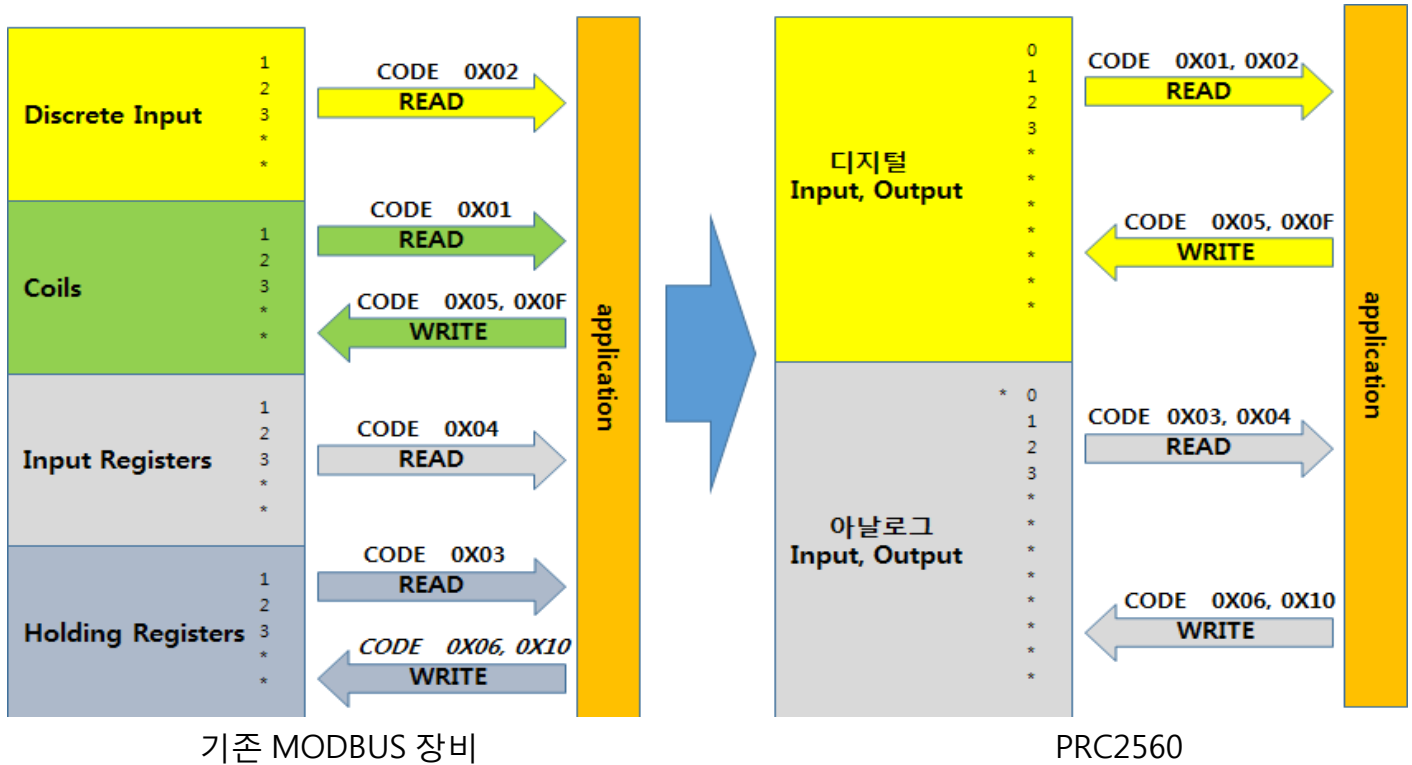 Discrete Input
1
2
3
*
*
CODE 0X02
READ
Coils
1
2
3
*
*
CODE 0X01
READ
CODE 0X05, 0X0F
WRITE
Input Registers
1
2
3
*
*
CODE 0X04
READ
Holding Registers
1
2
3
*
*
CODE 0X03
READ
CODE 0X06, 0X10
WRITE
application
기존 MODBUS 장비
디지털
Input, Output
0
1
2
3
*
*
*
*
*
*
*
CODE 0X01, 0X02
READ
CODE 0X05, 0X0F
WRITE
아날로그
Input, Output
* 0
1
2
3
*
*
*
*
*
*
*
*
CODE 0X03, 0X04
READ
CODE 0X06, 0X10
WRITE
application
PRC2560